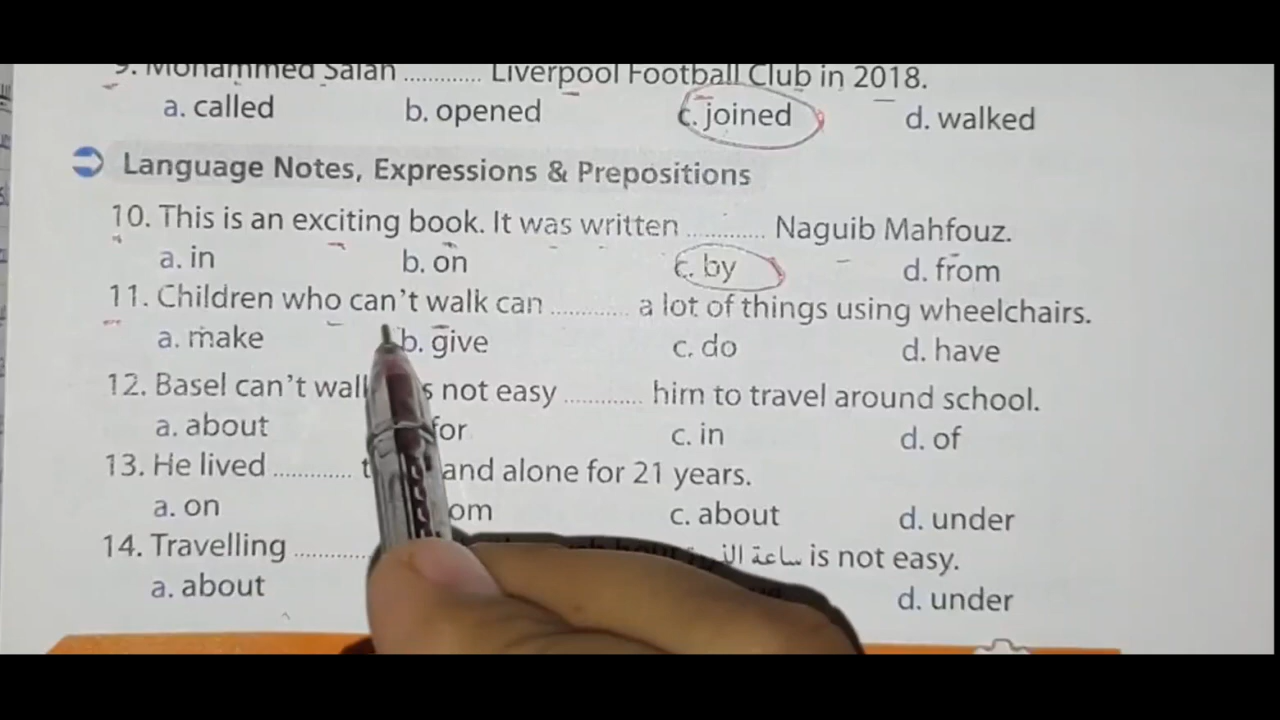 9. Mohammed Salah ............ Liverpool Football Club in 2018.
a. called b. opened c. joined d. walked
Language Notes, Expressions & Prepositions
10. This is an exciting book. It was written ............ Naguib Mahfouz.
a. in b. on c. by d. from
11. Children who can't walk can ............ a lot of things using wheelchairs.
a. make b. give c. do d. have
12. Basel can't walk not easy ............ him to travel around school.
a. about for c. in d. of
13. He lived ............ and alone for 21 years.
a. on c. about d. under
14. Travelling ............ ساعة is not easy.
a. about d. under